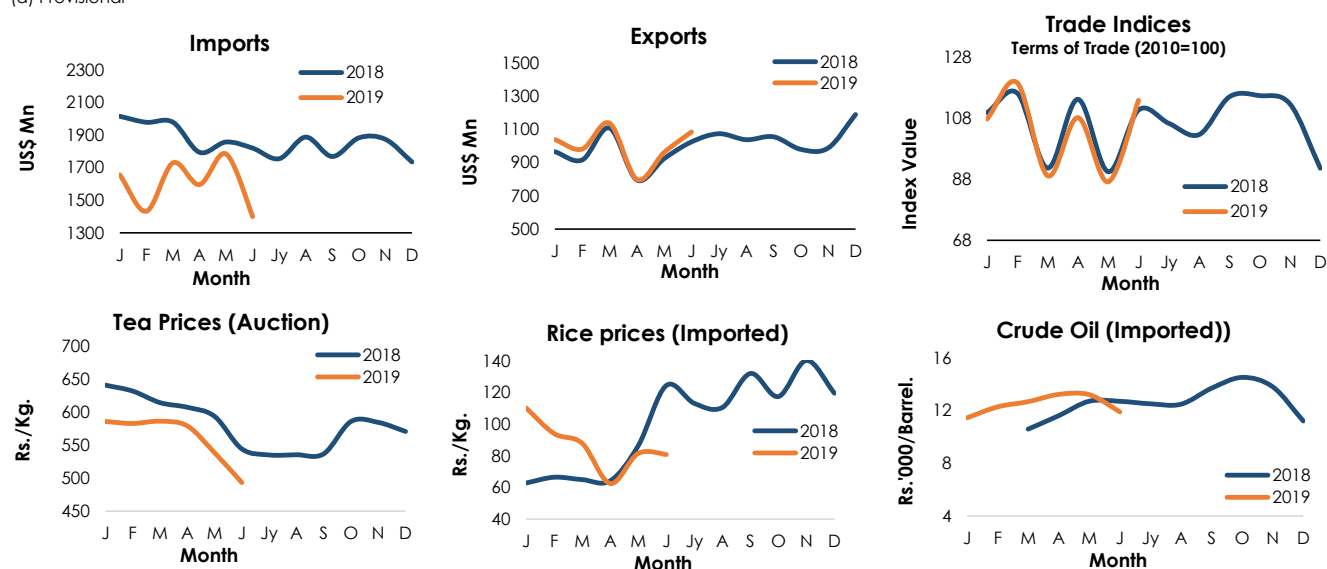 (a) Provisional
Imports
2300
2100
1900
1700
1500
1300
US$ Mn
2018
2019
J F M A M J Jy A S O N D
Month
Exports
1500
1300
1100
900
700
500
US$ Mn
2018
2019
J F M A M J Jy A S O N D
Month
Trade Indices
Terms of Trade (2010=100)
128
108
88
68
Index Value
2018
2019
J F M A M J Jy A S O N D
Month
Tea Prices (Auction)
700
650
600
550
500
450
Rs./Kg.
2018
2019
J F M A M J Jy A S O N D
Month
Rice prices (Imported)
140
120
100
80
60
40
Rs./Kg.
2018
2019
J F M A M J Jy A S O N D
Month
Crude Oil (Imported))
16
12
8
4
Rs.'000/Barrel.
2018
2019
J F M A M J Jy A S O N D
Month